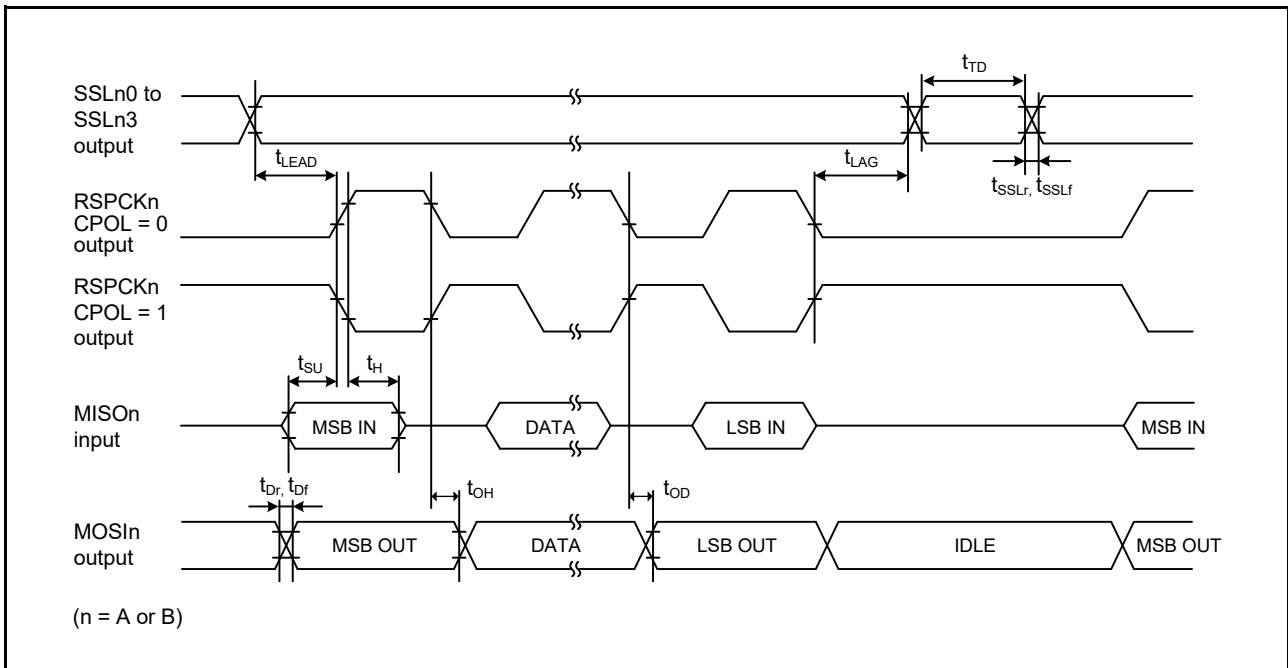 SSLn0 to
SSLn3
output
tTD
tLEAD
tLAG
tSSLr, tSSLf
RSPCKn
CPOL = 0
output
RSPCKn
CPOL = 1
output
tSU
tH
MISOn
input
MSB IN
DATA
LSB IN
MSB IN
tDr, tDf
tOH
tOD
MOSIn
output
MSB OUT
DATA
LSB OUT
IDLE
MSB OUT
(n = A or B)